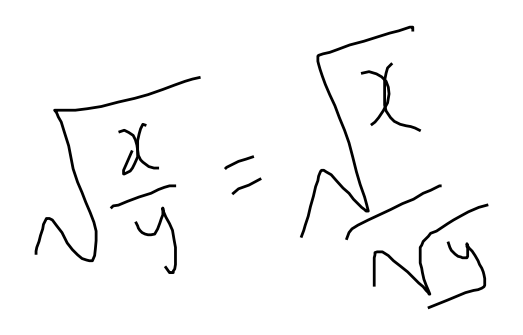 √(x/y) = √x/√y